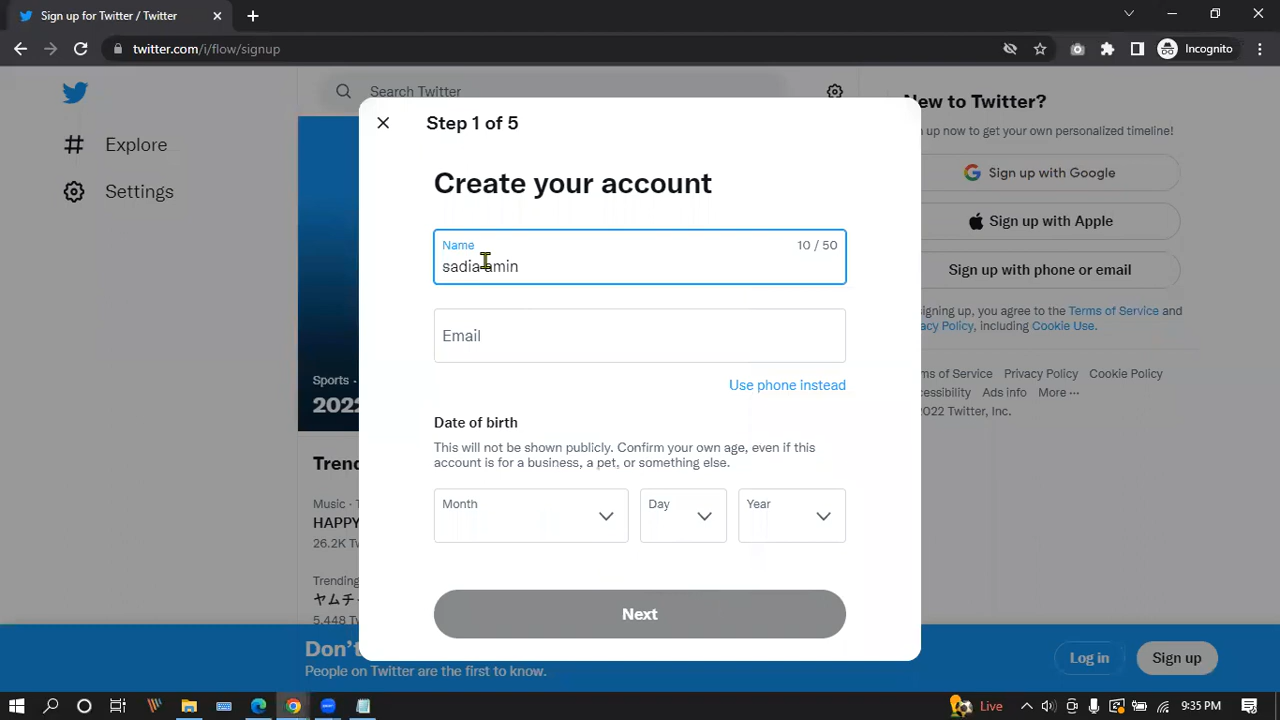 Sign up for Twitter / Twitter
twitter.com/i/flow/signup
Incognito
Search Twitter
Explore
Settings
Step 1 of 5
Create your account
Name
10 / 50
sadia amin
Email
Use phone instead
Date of birth
This will not be shown publicly. Confirm your own age, even if this
account is for a business, a pet, or something else.
Month
Day
Year
Next
New to Twitter?
up now to get your own personalized timeline!
Sign up with Google
Sign up with Apple
Sign up with phone or email
signing up, you agree to the Terms of Service
Policy, including Cookie Use.
of Service Privacy Policy Cookie Policy
Ads info More ···
2022 Twitter, Inc.
Sports ·
2022
Trend
Music ·
HAPPY
26.2K
Trending
ヤムチ
5,448
Don't
People on Twitter are the first to know.
Log in
Sign up
Live
9:35 PM